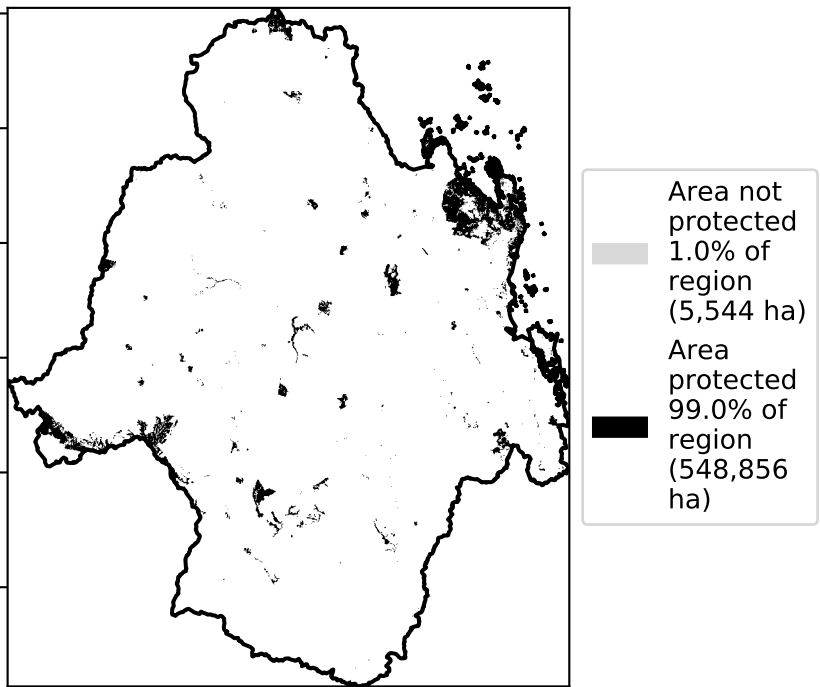 Area not
protected
1.0% of
region
(5,544 ha)
Area
protected
99.0% of
region
(548,856
ha)